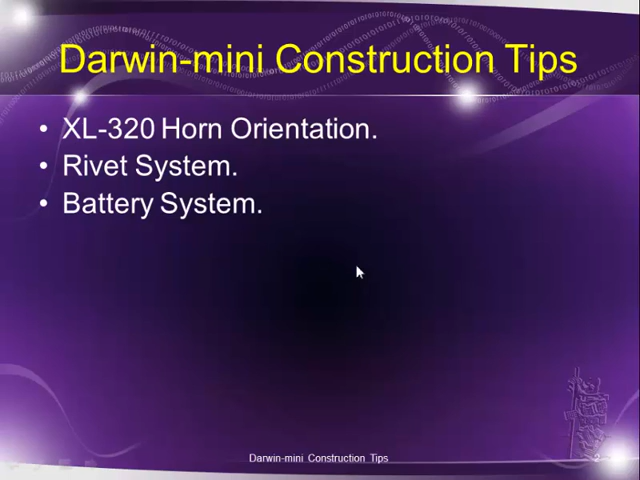 Darwin-mini Construction Tips
• XL-320 Horn Orientation.
• Rivet System.
• Battery System.
Darwin-mini Construction Tips